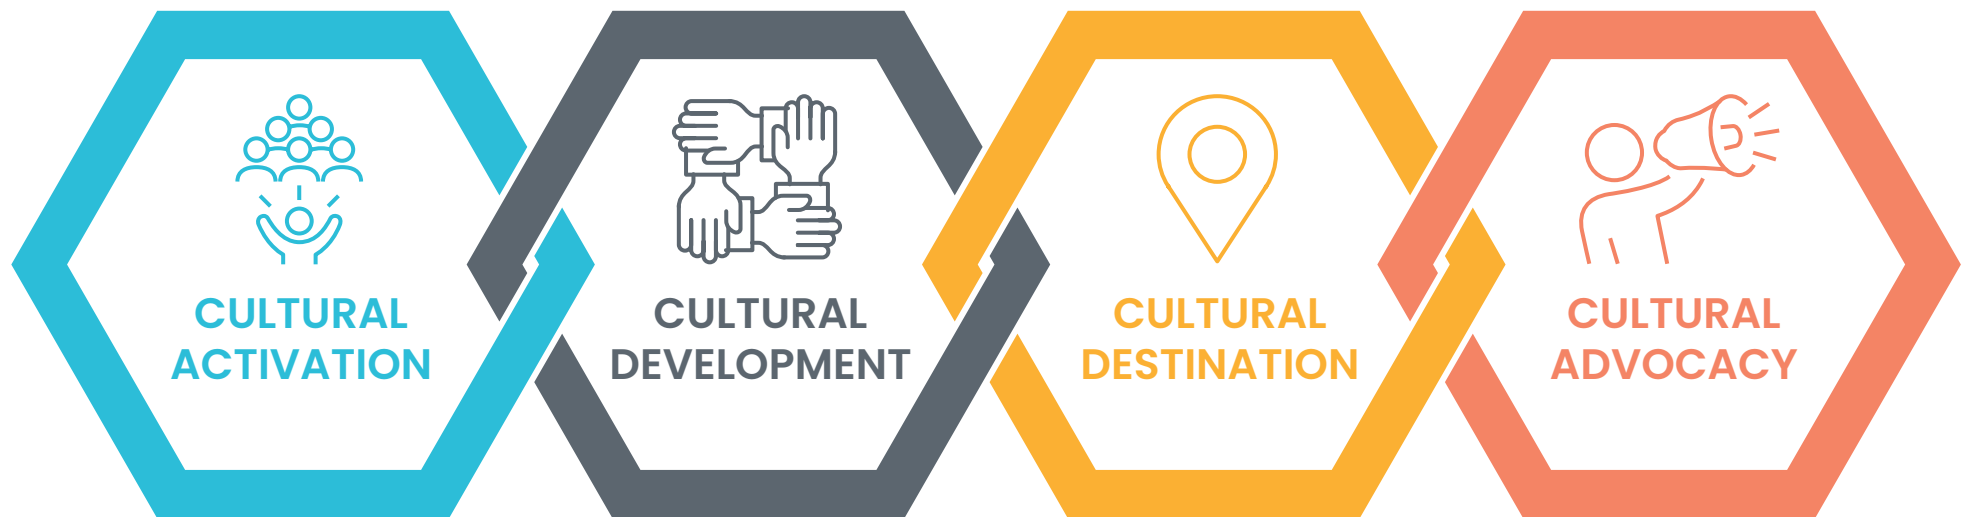 CULTURAL
ACTIVATION
CULTURAL
DEVELOPMENT
CULTURAL
DESTINATION
CULTURAL
ADVOCACY